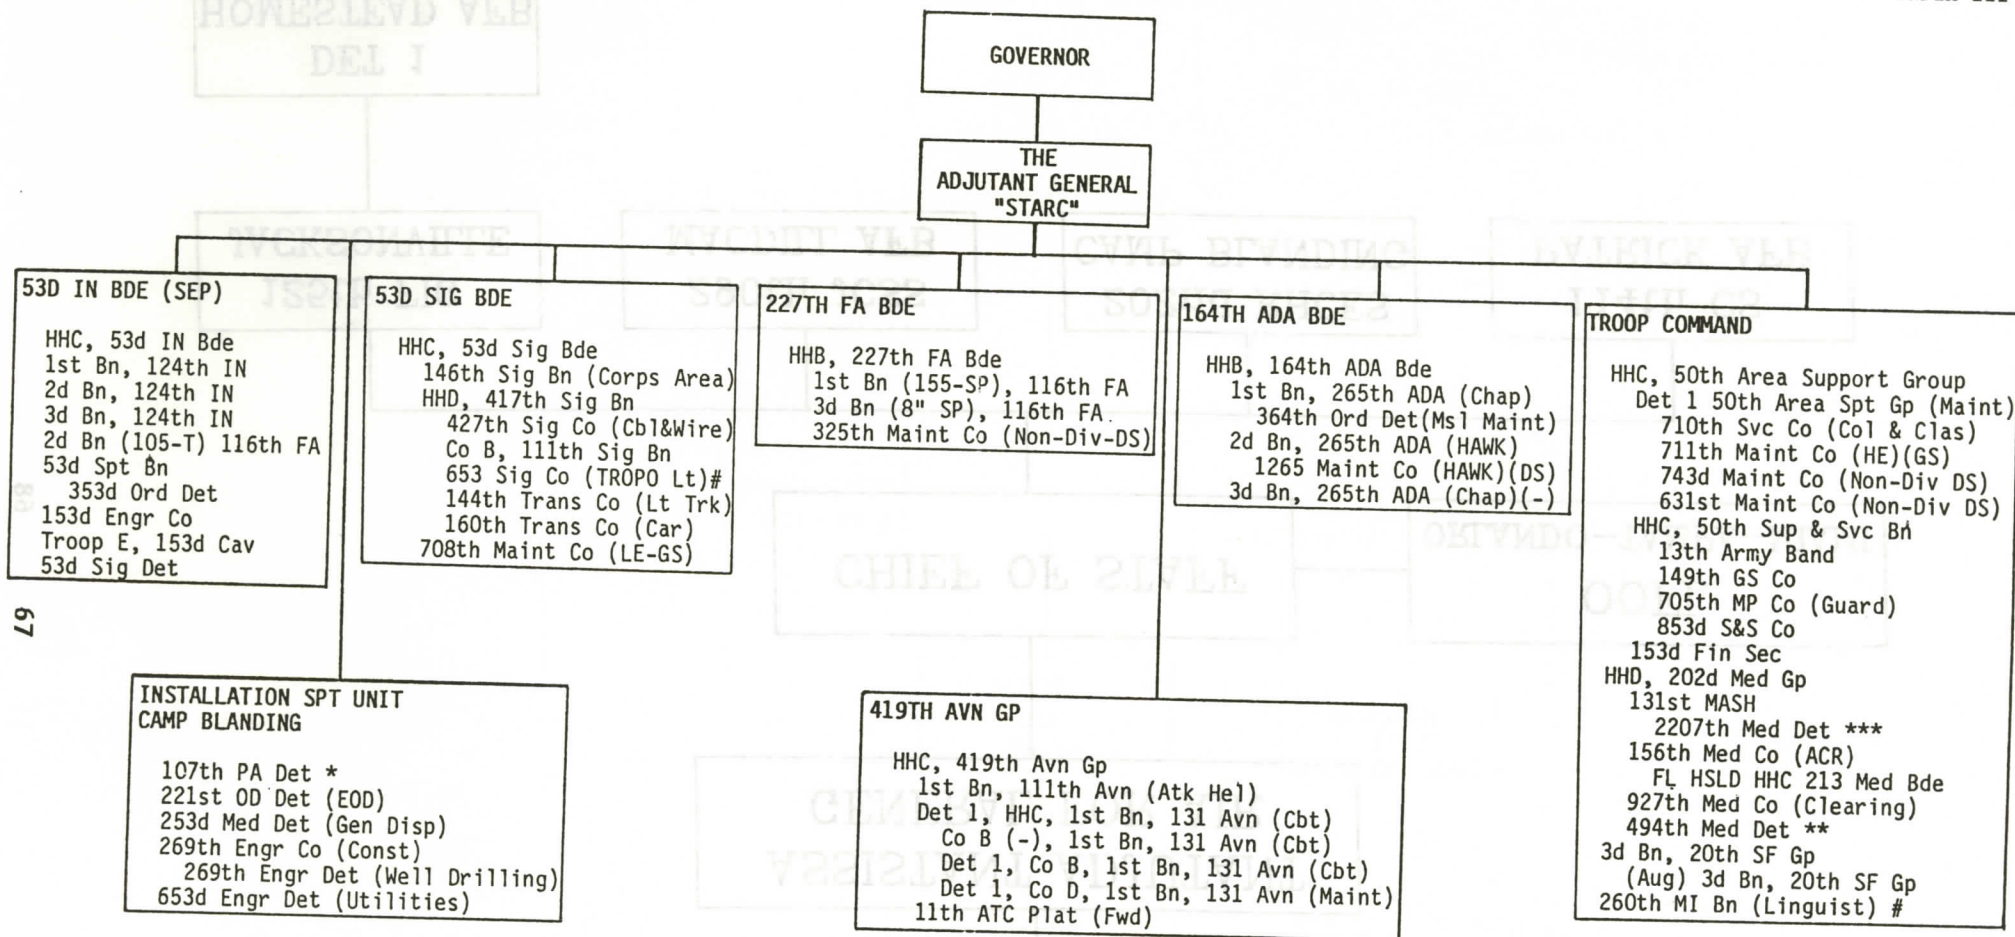 GOVERNOR
THE
ADJUTANT GENERAL
"STARC"
53D IN BDE (SEP)
HHC, 53d IN Bde
1st Bn, 124th IN
2d Bn, 124th IN
3d Bn, 124th IN
2d Bn (105-T) 116th FA
53d Spt Bn
353d Ord Det
153d Engr Co
Troop E, 153d Cav
53d Sig Det
53D SIG BDE
HHC, 53d Sig Bde
146th Sig Bn (Corps Area)
HHD, 417th Sig Bn
427th Sig Co (Cbl&Wire)
Co B, 111th Sig Bn
653 Sig Co (TROPO Lt)#
144th Trans Co (Lt Trk)
160th Trans Co (Car)
708th Maint Co (LE-GS)
227TH FA BDE
HHB, 227th FA Bde
1st Bn (155-SP), 116th FA
3d Bn (8" SP), 116th FA
325th Maint Co (Non-Div-DS)
164TH ADA BDE
HHB, 164th ADA Bde
1st Bn, 265th ADA (Chap)
364th Ord Det(Msl Maint)
2d Bn, 265th ADA (HAWK)
1265 Maint Co (HAWK)(DS)
3d Bn, 265th ADA (Chap)(-)
TROOP COMMAND
HHC, 50th Area Support Group
Det 1 50th Area Spt Gp (Maint)
710th Svc Co (Col & Clas)
711th Maint Co (HE)(GS)
743d Maint Co (Non-Div DS)
631st Maint Co (Non-Div DS)
HHC, 50th Sup & Svc Bn
13th Army Band
149th GS Co
705th MP Co (Guard)
853d S&S Co
153d Fin Sec
HHD, 202d Med Gp
131st MASH
2207th Med Det ***
156th Med Co (ACR)
FL HSLD HHC 213 Med Bde
927th Med Co (Clearing)
494th Med Det **
3d Bn, 20th SF Gp
(Aug) 3d Bn, 20th SF Gp
260th MI Bn (Linguist) #
INSTALLATION SPT UNIT
CAMP BLANDING
107th PA Det *
221st OD Det (EOD)
253d Med Det (Gen Disp)
269th Engr Co (Const)
269th Engr Det (Well Drilling)
653d Engr Det (Utilities)
419TH AVN GP
HHC, 419th Avn Gp
1st Bn, 111th Avn (Atk Hel)
Det 1, HHC, 1st Bn, 131 Avn (Cbt)
Co B (-), 1st Bn, 131 Avn (Cbt)
Det 1, Co B, 1st Bn, 131 Avn (Cbt)
Det 1, Co D, 1st Bn, 131 Avn (Maint)
11th ATC Plat (Fwd)
67